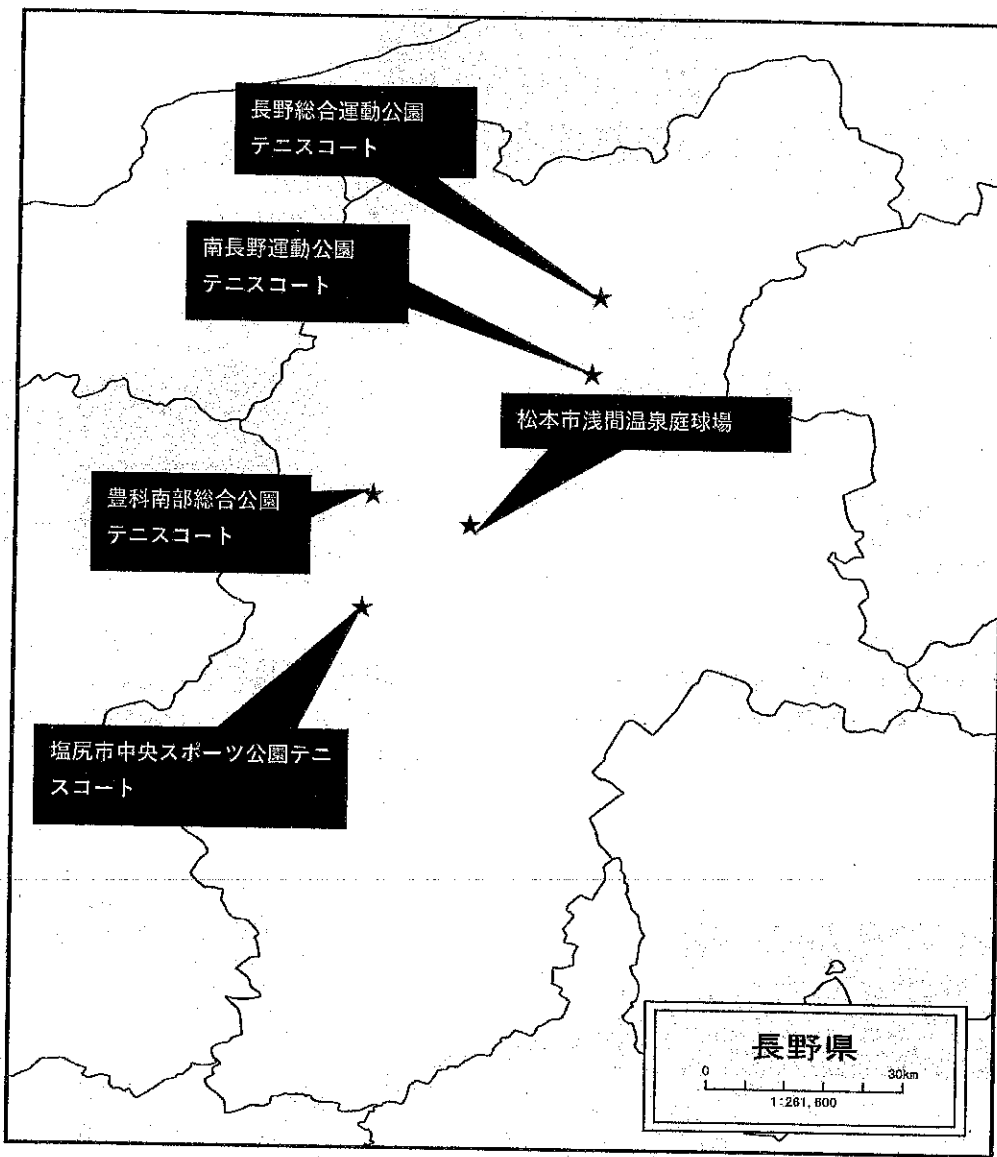 長野総合運動公園
テニスコート
南長野運動公園
テニスコート
松本市浅間温泉庭球場
豊科南部総合公園
テニスコート
塩尻市中央スポーツ公園テニ
スコート
長野県
0 30km
1:261,600